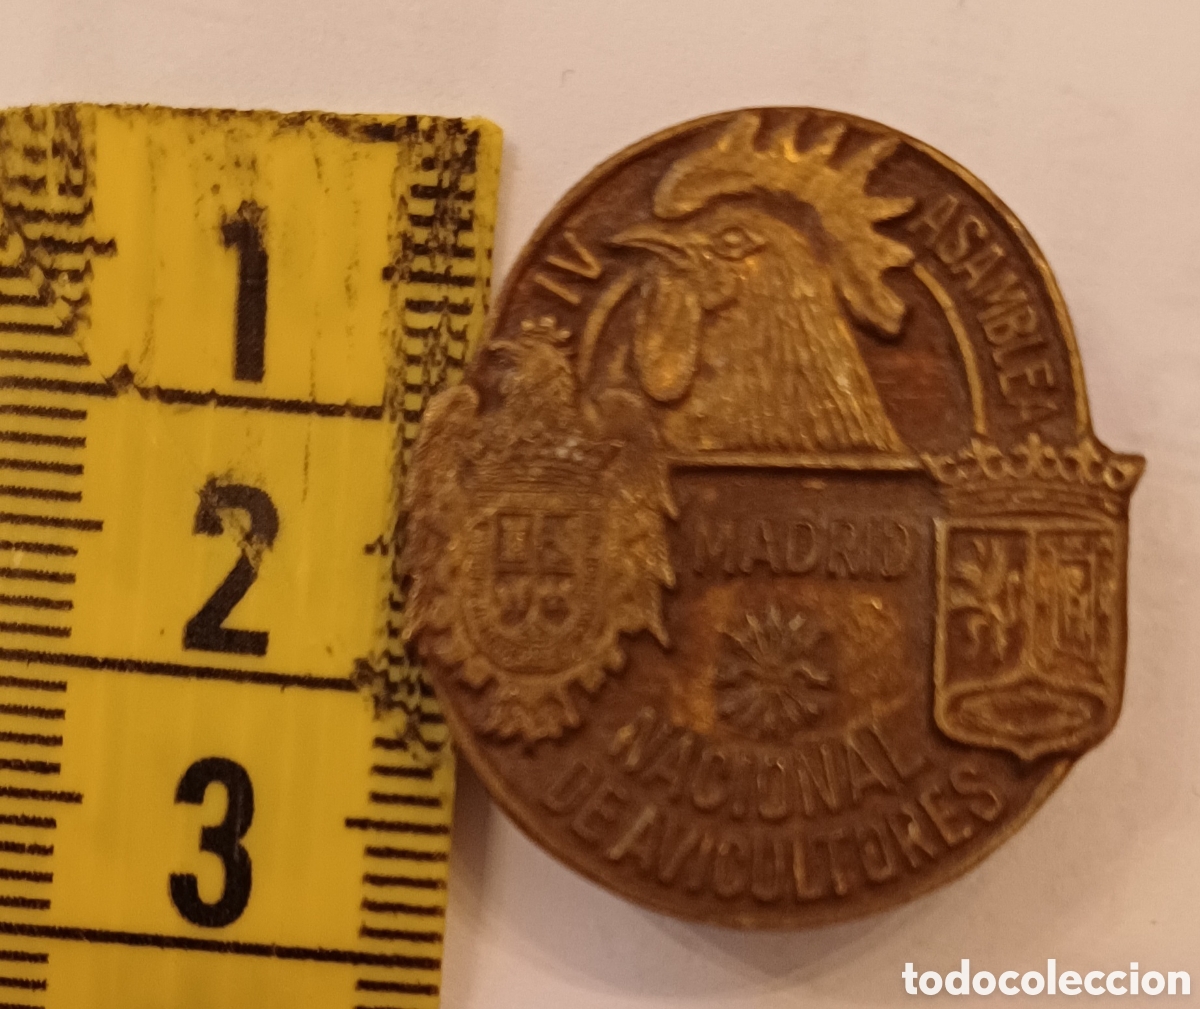 1
2
3
IV ASAMBLEA
MADRID
NACIONAL
DE AVICULTORES
todocoleccion